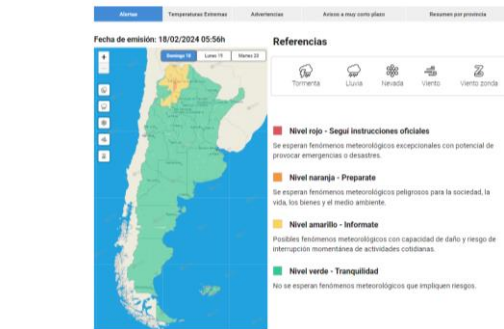 Alertas Temperaturas Extremas Advertencias Avisos a muy corto plazo Resumen por provincia
Fecha de emisión: 18/02/2024 05:56h
Domingo 18 Lunes 19 Martes 20
Referencias
Tormenta Lluvia Nevada Viento Viento zonda
Nivel rojo - Seguí instrucciones oficiales
Se esperan fenómenos meteorológicos excepcionales con potencial de
provocar emergencias o desastres.
Nivel naranja - Preparate
Se esperan fenómenos meteorológicos peligrosos para la sociedad, la
vida, los bienes y el medio ambiente.
Nivel amarillo - Informate
Posibles fenómenos meteorológicos con capacidad de daño y riesgo de
interrupción momentánea de actividades cotidianas.
Nivel verde - Tranquilidad
No se esperan fenómenos meteorológicos que impliquen riesgos.